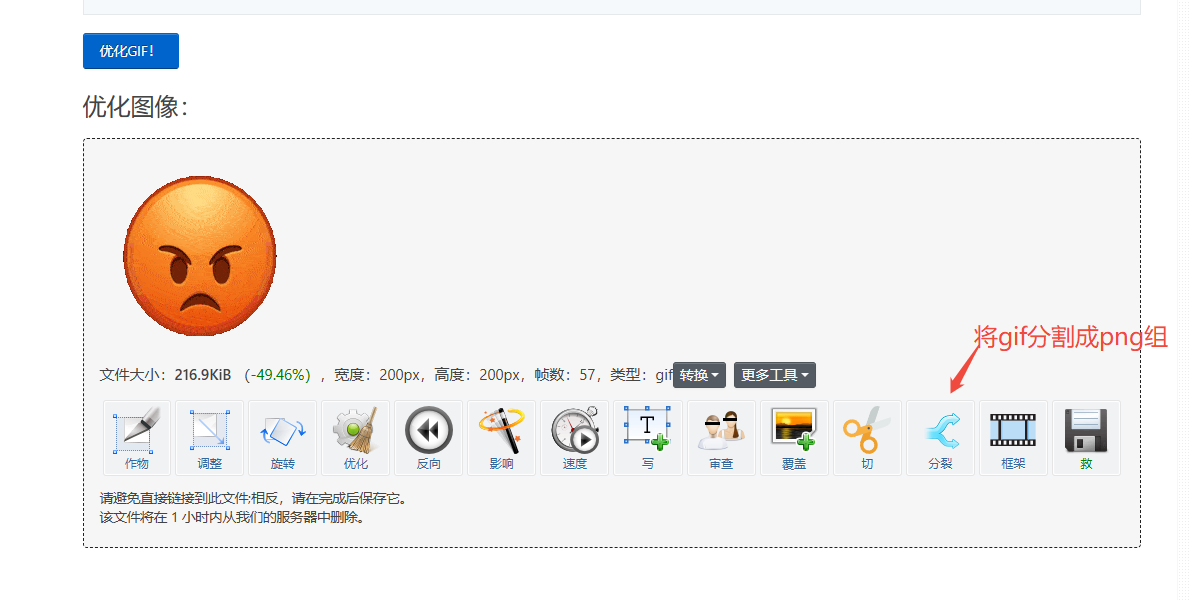 优化GIF!
优化图像：
将gif分割成png组
文件大小：216.9KiB （-49.46%），宽度：200px，高度：200px，帧数：57，类型：gif 转换 更多工具
作物 调整 旋转 优化 反向 影响 速度 写 审查 覆盖 切 分裂 框架 救
请避免直接链接到此文件;相反，请在完成后保存它。
该文件将在 1 小时内从我们的服务器中删除。